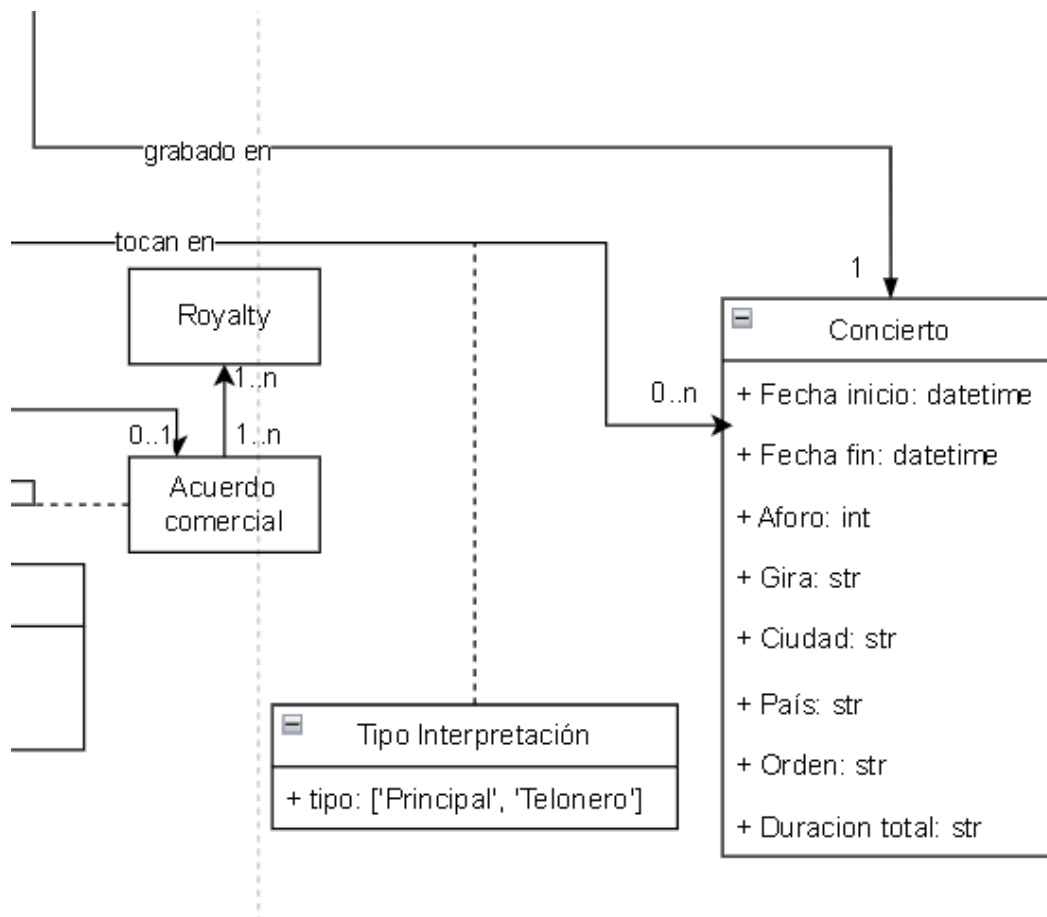 grabado en
tocan en
1
Royalty
1..n
0..1
1..n
Acuerdo
comercial
0..n
Concierto
+ Fecha inicio: datetime
+ Fecha fin: datetime
+ Aforo: int
+ Gira: str
+ Ciudad: str
+ País: str
+ Orden: str
+ Duracion total: str
Tipo Interpretación
+ tipo: ['Principal', 'Telonero']